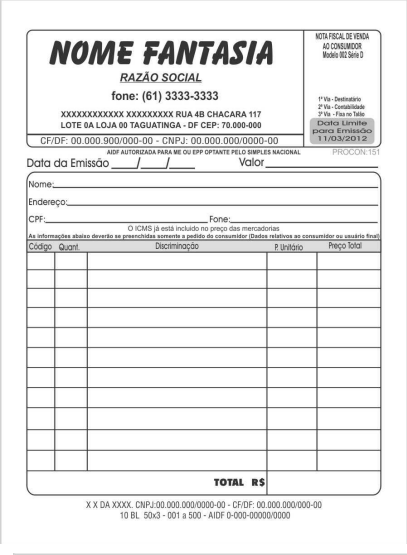 NOME FANTASIA
RAZÃO SOCIAL
fone: (61) 3333-3333
XXXXXXXXXXXX XXXXXXXXX RUA 4B CHACARA 117
LOTE 0A LOJA 00 TAGUATINGA - DF CEP: 70.000-000
CF/DF: 00.000.900/000-00 - CNPJ: 00.000.000/0000-00
NOTA FISCAL DE VENDA
AO CONSUMIDOR
Modelo 002 Série D
1ª Via - Destinatário
2ª Via - Contabilidade
3ª Via - Fixa no Talão
Data Limite
para Emissão
11/03/2012
AIDF AUTORIZADA PARA ME OU EPP OPTANTE PELO SIMPLES NACIONAL
PROCON:151
Data da Emissão ____/____/____ Valor
Nome:
Endereço:
CPF: Fone:
O ICMS já está incluido no preço das mercadorias
As informações abaixo deverão se preenchidas somente a pedido do consumidor (Dados relativos ao consumidor ou usuário final)
Código Quant. Discriminação P. Unitário Preço Total
TOTAL R$
X X DA XXXX. CNPJ:00.000.000/0000-00 - CF/DF: 00.000.000/000-00
10 BL 50x3 - 001 a 500 - AIDF 0-000-00000/0000